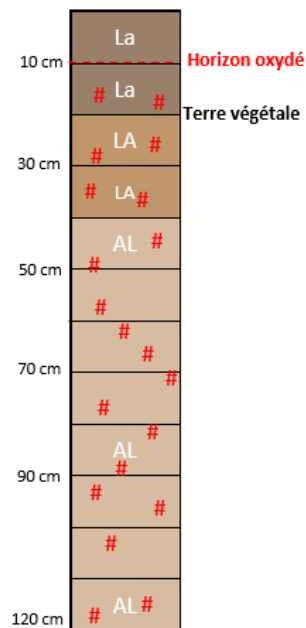 La
10 cm
Horizon oxydé
La
# #
Terre végétale
LA
#
#
30 cm
LA
# #
AL
#
#
50 cm
#
#
#
70 cm
#
#
#
AL
#
90 cm
#
#
#
AL
#
#
120 cm